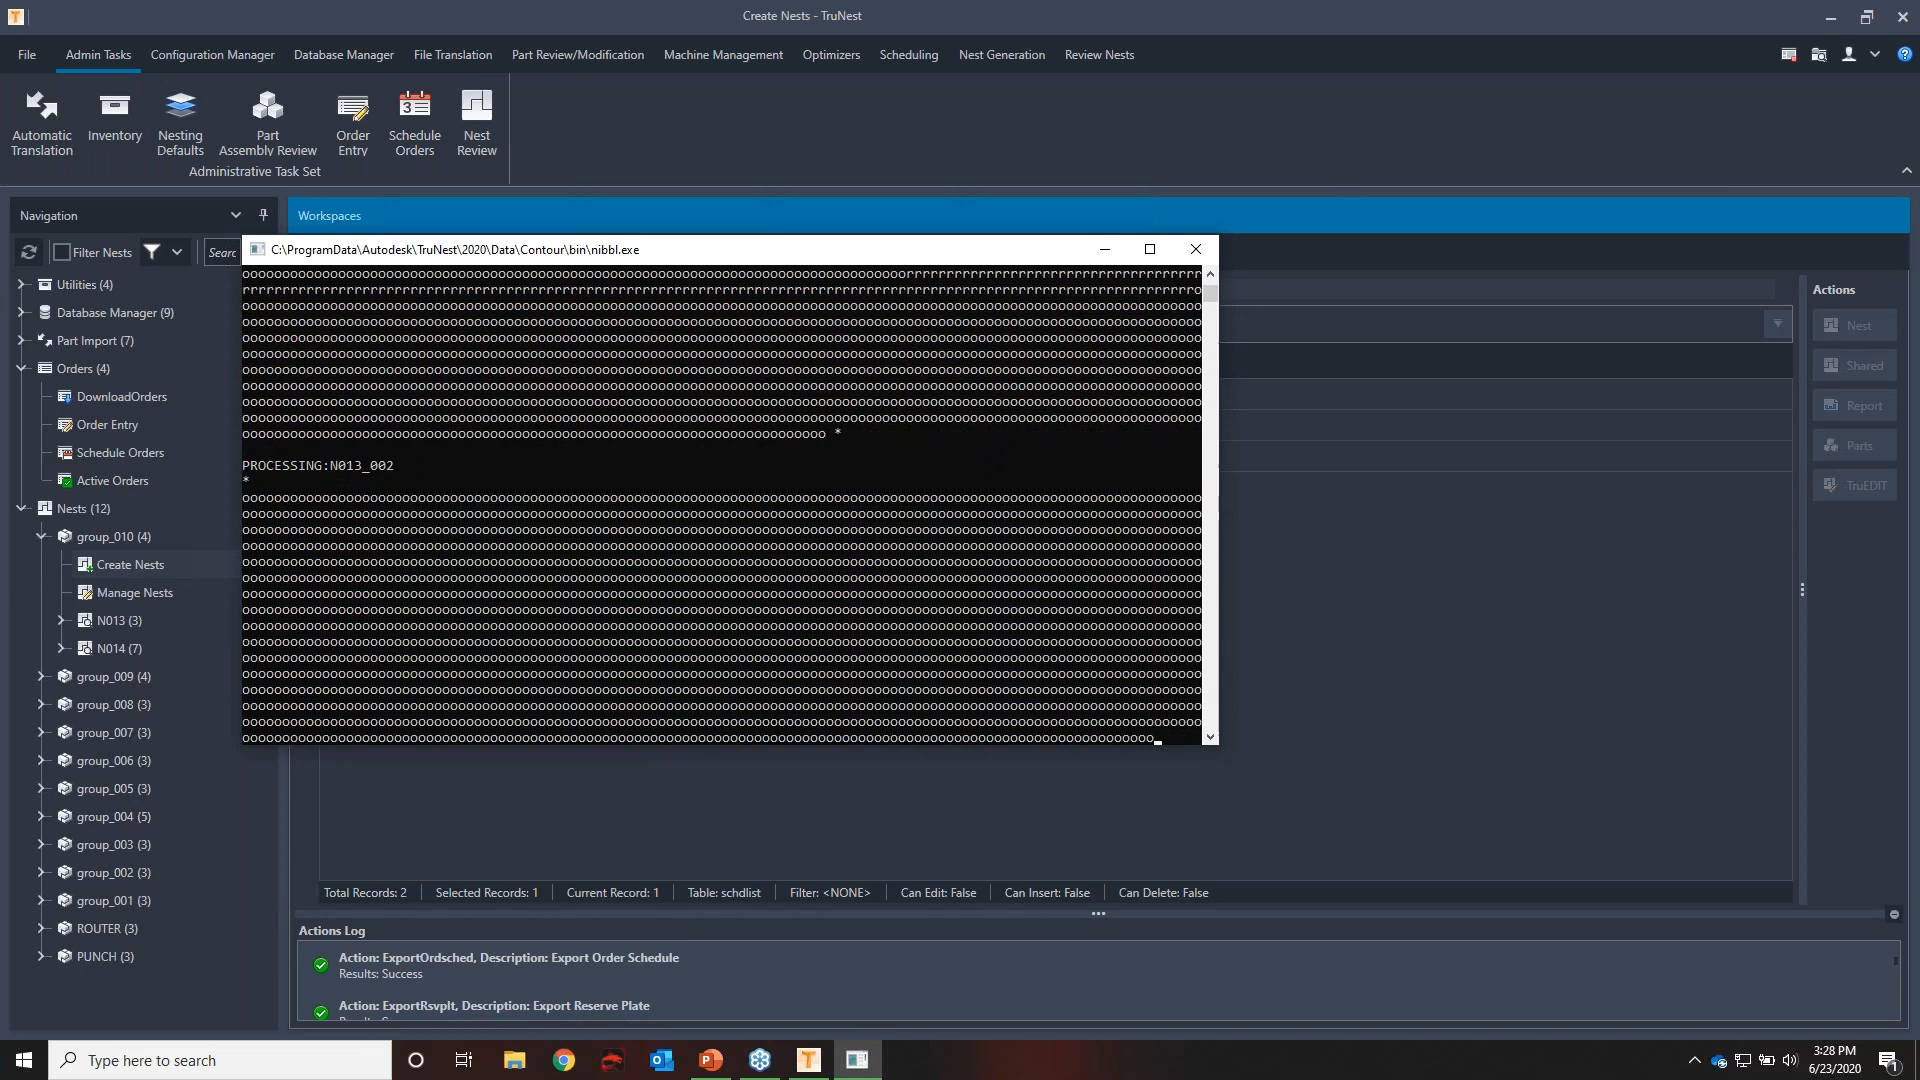 Create Nests - TruNest
File
Admin Tasks
Configuration Manager
Database Manager
File Translation
Part Review/Modification
Machine Management
Optimizers
Scheduling
Nest Generation
Review Nests
Automatic Translation
Inventory
Nesting Defaults
Part Assembly Review
Order Entry
Schedule Orders
Nest Review
Administrative Task Set
Navigation
Workspaces
Filter Nests
Searc
Utilities (4)
Database Manager (9)
Part Import (7)
Orders (4)
DownloadOrders
Order Entry
Schedule Orders
Active Orders
Nests (12)
group_010 (4)
Create Nests
Manage Nests
N013 (3)
N014 (7)
group_009 (4)
group_008 (3)
group_007 (3)
group_006 (3)
group_005 (3)
group_004 (5)
group_003 (3)
group_002 (3)
group_001 (3)
ROUTER (3)
PUNCH (3)
C:\ProgramData\Autodesk\TruNest\2020\Data\Contour\bin\nibbl.exe
*
PROCESSING:N013_002
*
Actions
Nest
Shared
Report
Parts
TruEDIT
Total Records: 2
Selected Records: 1
Current Record: 1
Table: schdlist
Filter: <NONE>
Can Edit: False
Can Insert: False
Can Delete: False
Actions Log
Action: ExportOrdsched, Description: Export Order Schedule
Results: Success
Action: ExportRsvplt, Description: Export Reserve Plate
Type here to search
3:28 PM
6/23/2020
1